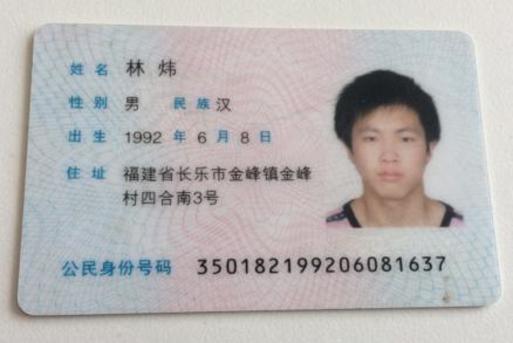 姓名 林炜
性别 男 民族 汉
出生 1992 年 6 月 8 日
住址 福建省长乐市金峰镇金峰
村四合南3号
公民身份号码 350182199206081637